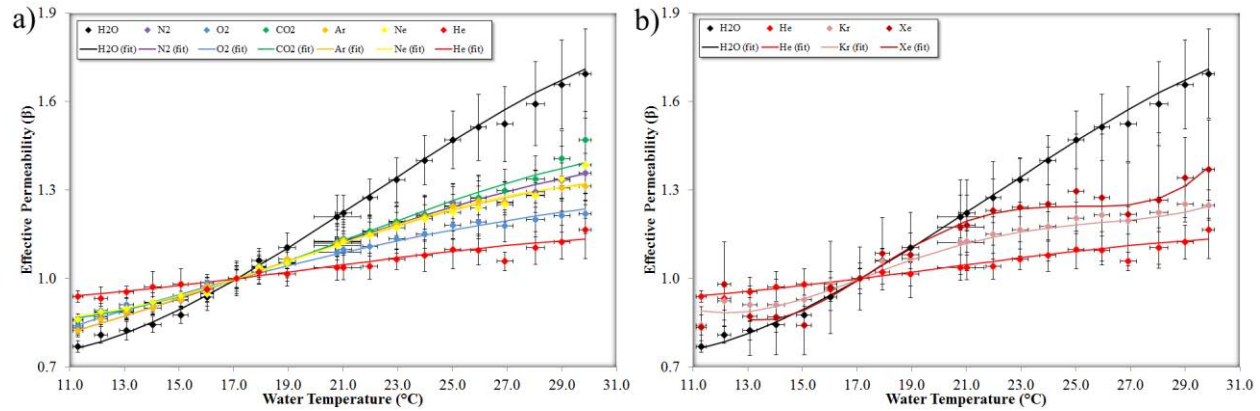 a)
H2O N2 O2 CO2 Ar Ne He
H2O (fit) N2 (fit) O2 (fit) CO2 (fit) Ar (fit) Ne (fit) He (fit)
1.9
1.6
1.3
1.0
0.7
Effective Permeability (β)
11.0 13.0 15.0 17.0 19.0 21.0 23.0 25.0 27.0 29.0 31.0
Water Temperature (°C)
b)
H2O He Kr Xe
H2O (fit) He (fit) Kr (fit) Xe (fit)
1.9
1.6
1.3
1.0
0.7
Effective Permeability (β)
11.0 13.0 15.0 17.0 19.0 21.0 23.0 25.0 27.0 29.0 31.0
Water Temperature (°C)